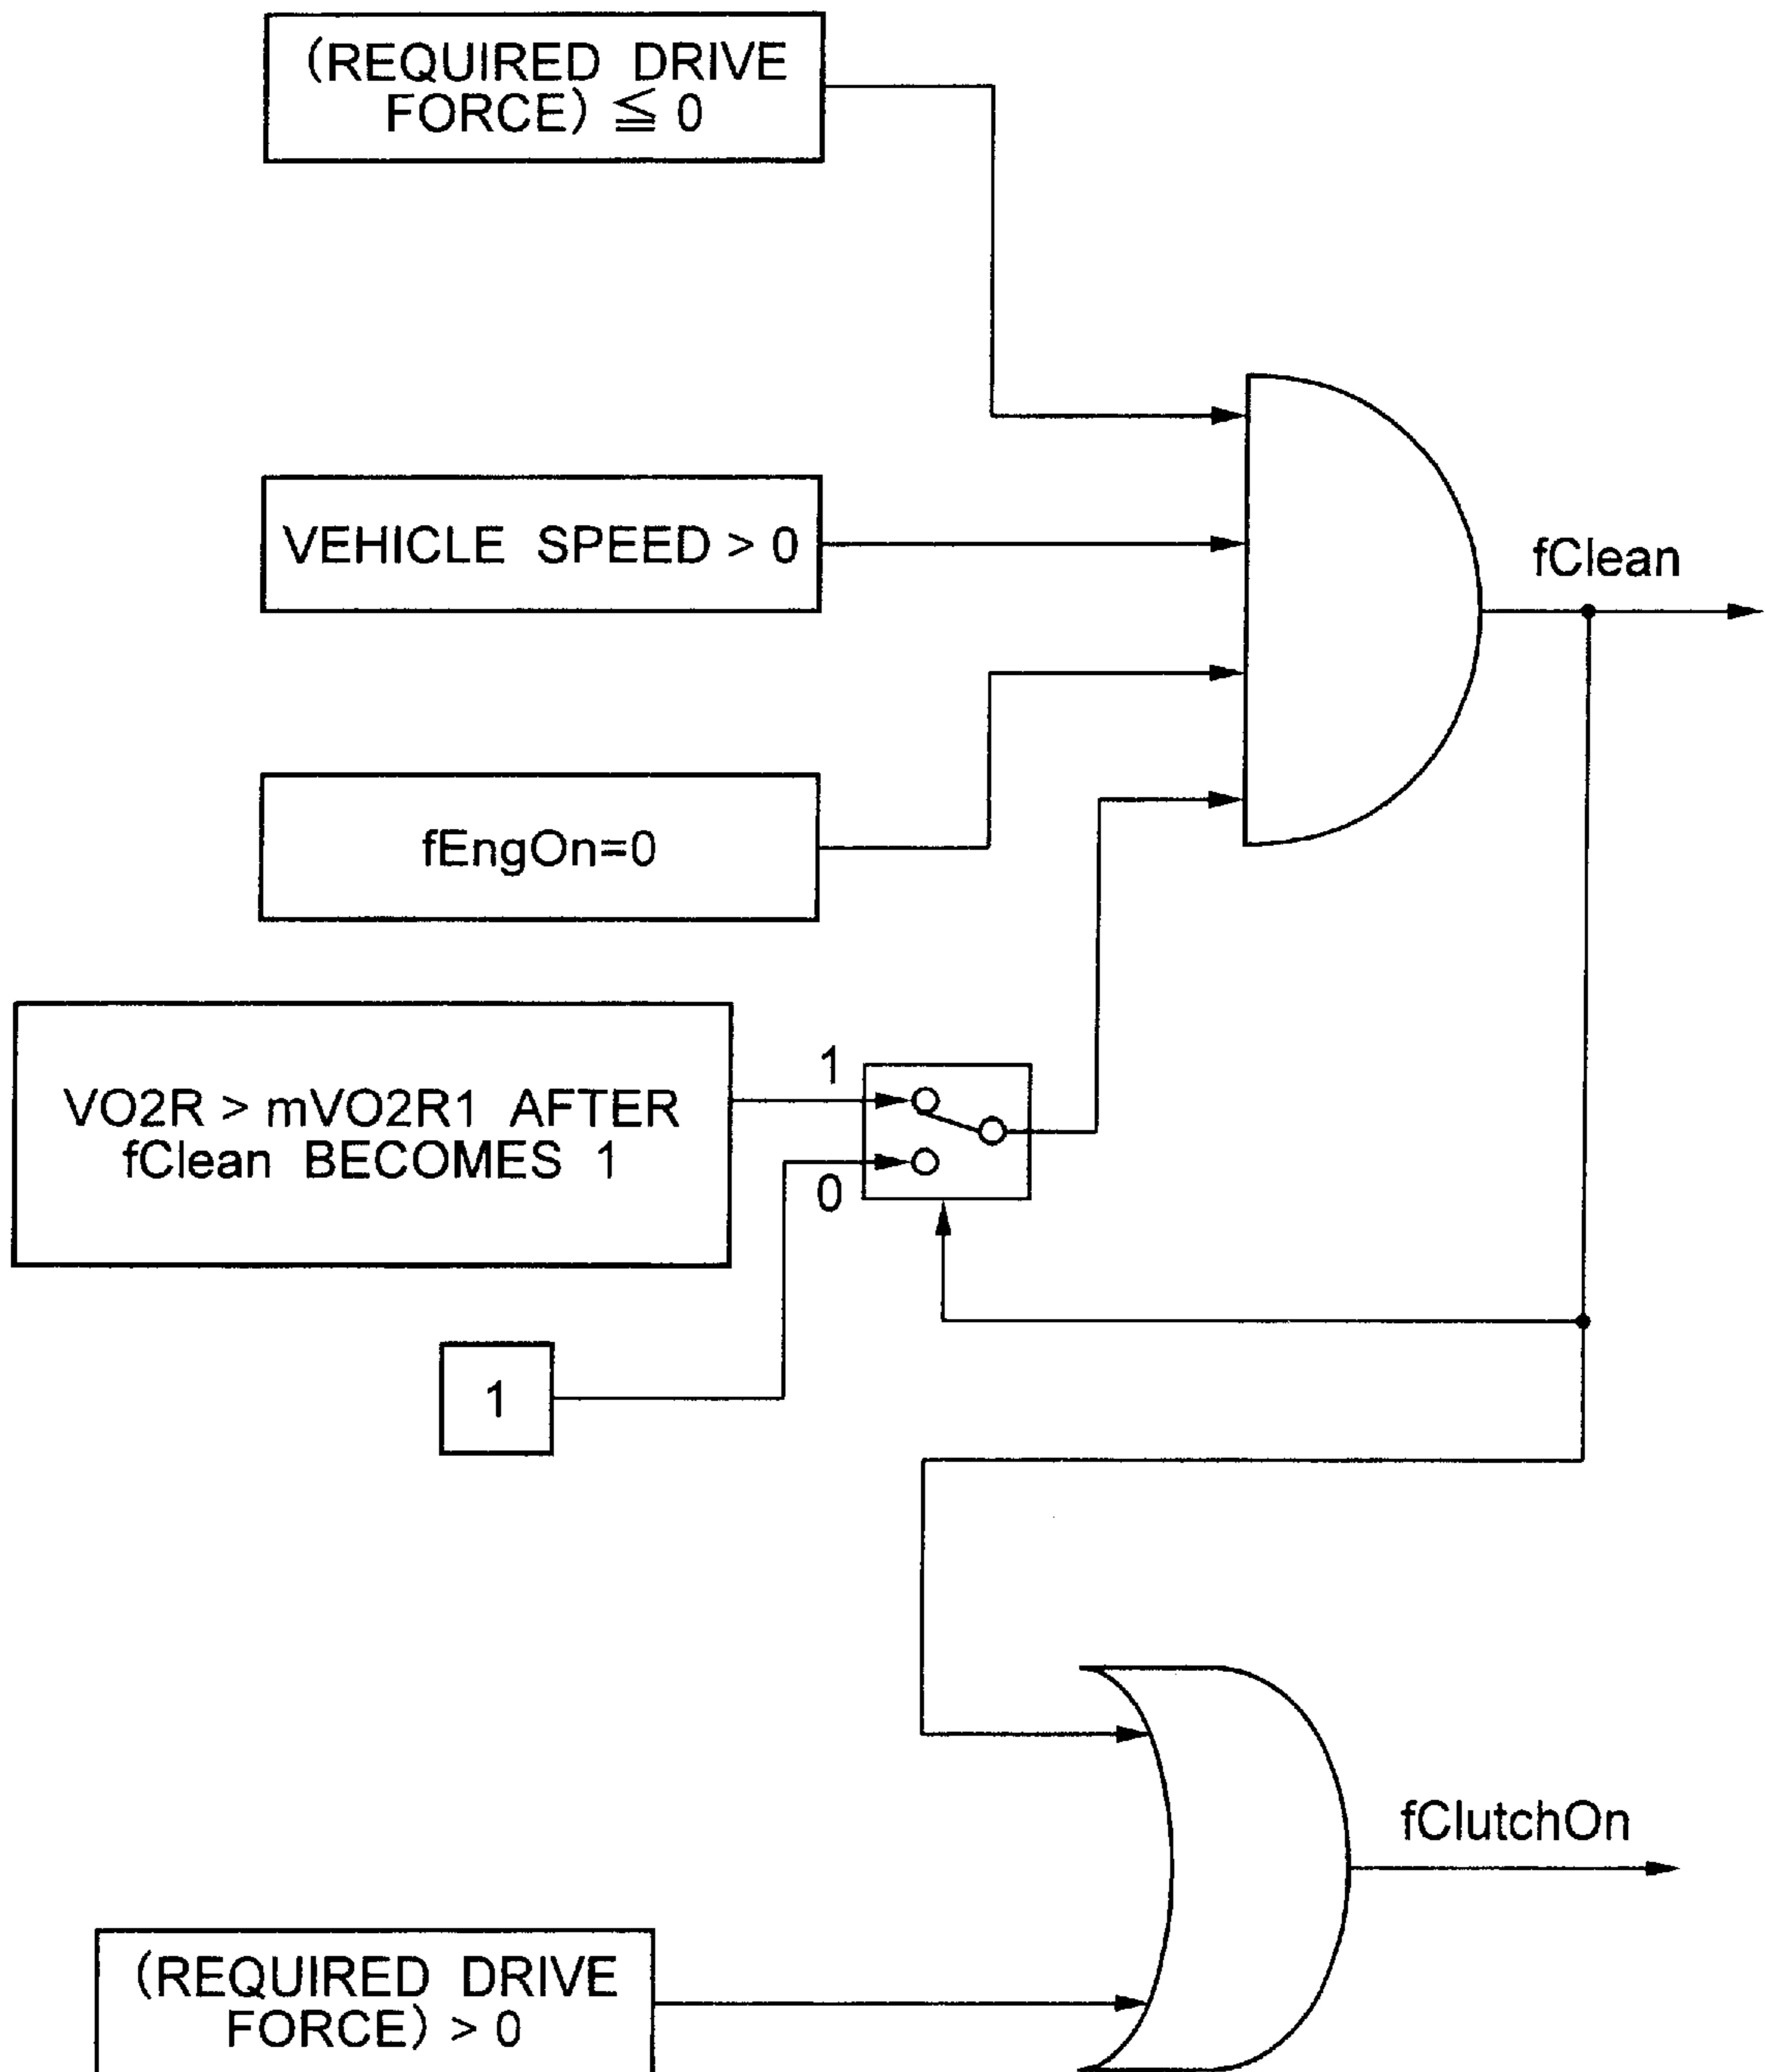 (REQUIRED DRIVE
FORCE) ≦ 0
VEHICLE SPEED > 0
fClean
fEngOn=0
1
VO2R > mVO2R1 AFTER
fClean BECOMES 1
0
1
fClutchOn
(REQUIRED DRIVE
FORCE) > 0